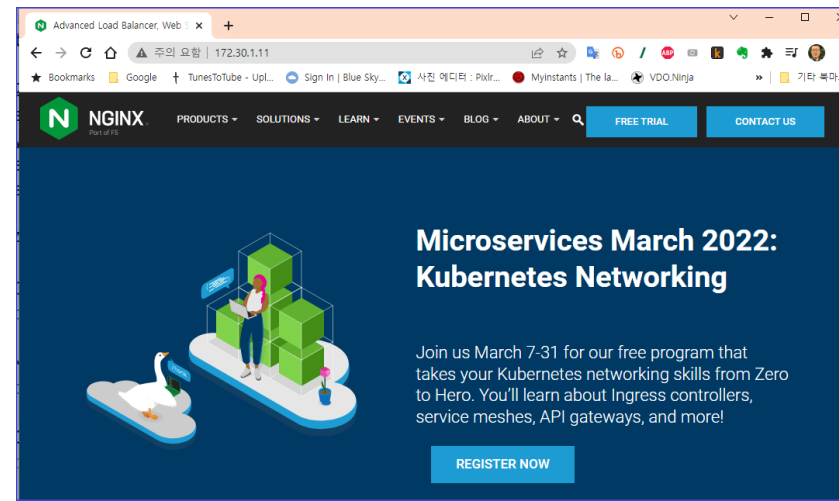 Advanced Load Balancer, Web S
주의 요함 | 172.30.1.11
Bookmarks Google TunesToTube - Upl... Sign In | Blue Sky... 사진 에디터 : Pixlr... Myinstants | The la... VDO.Ninja » 기타 북마
NGINX
Part of F5
PRODUCTS SOLUTIONS LEARN EVENTS BLOG ABOUT FREE TRIAL CONTACT US
Microservices March 2022:
Kubernetes Networking
Join us March 7-31 for our free program that
takes your Kubernetes networking skills from Zero
to Hero. You'll learn about Ingress controllers,
service meshes, API gateways, and more!
REGISTER NOW